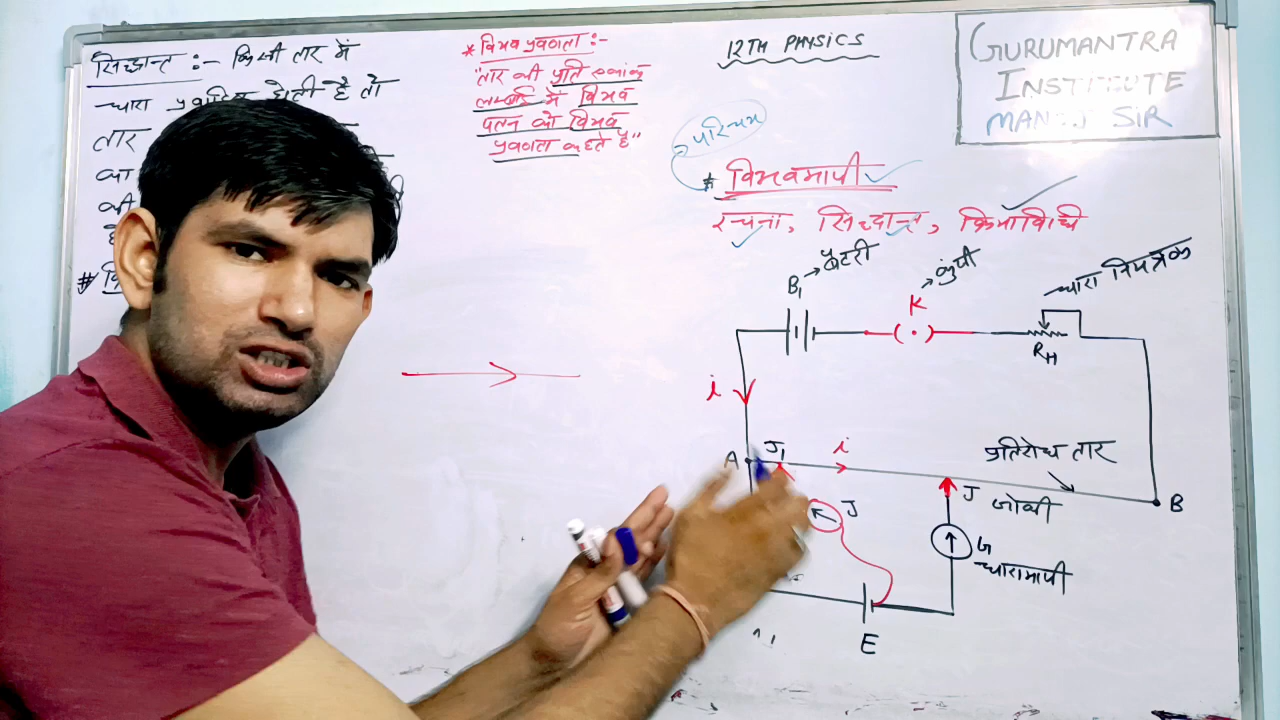 सिद्धान्त :- किसी तार में
धारा प्रवाहित होती है तो
तार
का
की
#
* विभव प्रवणता :-
"तार की प्रति एकांक
लम्बाई में विभव
पतन को विभव
प्रवणता कहते है"
12TH PHYSICS
GURUMANTRA
INSTITUTE
MANOJ SIR
परिचय
* विभवमापी
रचना, सिद्धान्त, क्रियाविधि
B1 → बैटरी
K → कुंजी
धारा नियंत्रक
RH
i
A
J1
i
प्रतिरोध तार
B
J
J जोकी
G
धारामापी
E